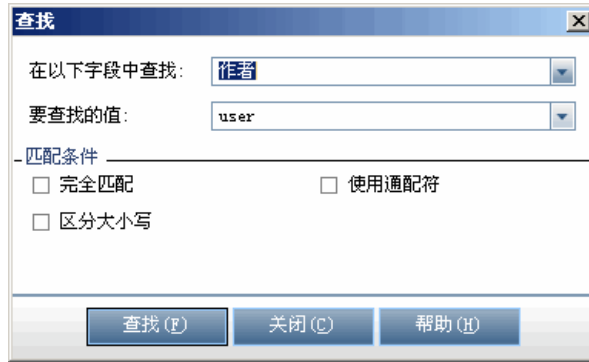 查找
在以下字段中查找: 作者
要查找的值: user
匹配条件
完全匹配 使用通配符
区分大小写
查找(F) 关闭(C) 帮助(H)